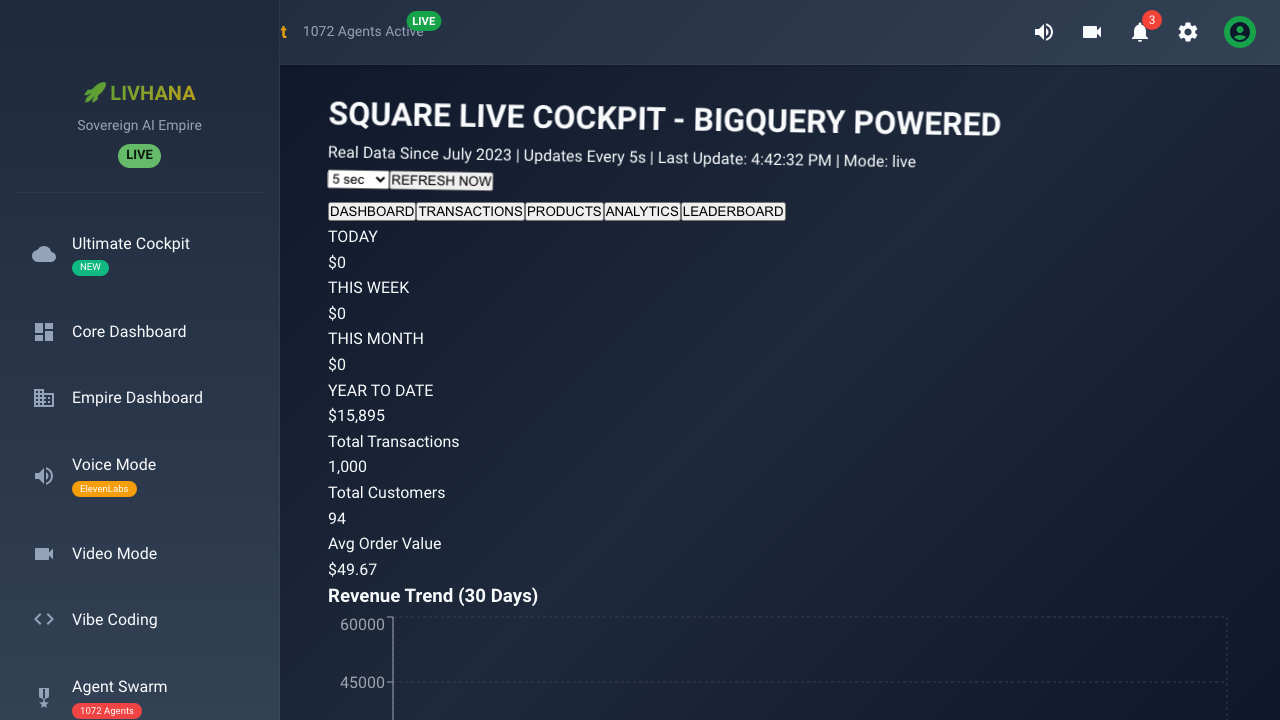 LIVHANA
Sovereign AI Empire
LIVE
Ultimate Cockpit
NEW
Core Dashboard
Empire Dashboard
Voice Mode
ElevenLabs
Video Mode
Vibe Coding
Agent Swarm
1072 Agents
t 1072 Agents Active LIVE
3
SQUARE LIVE COCKPIT - BIGQUERY POWERED
Real Data Since July 2023 | Updates Every 5s | Last Update: 4:42:32 PM | Mode: live
5 sec REFRESH NOW
DASHBOARD TRANSACTIONS PRODUCTS ANALYTICS LEADERBOARD
TODAY
$0
THIS WEEK
$0
THIS MONTH
$0
YEAR TO DATE
$15,895
Total Transactions
1,000
Total Customers
94
Avg Order Value
$49.67
Revenue Trend (30 Days)
60000
45000